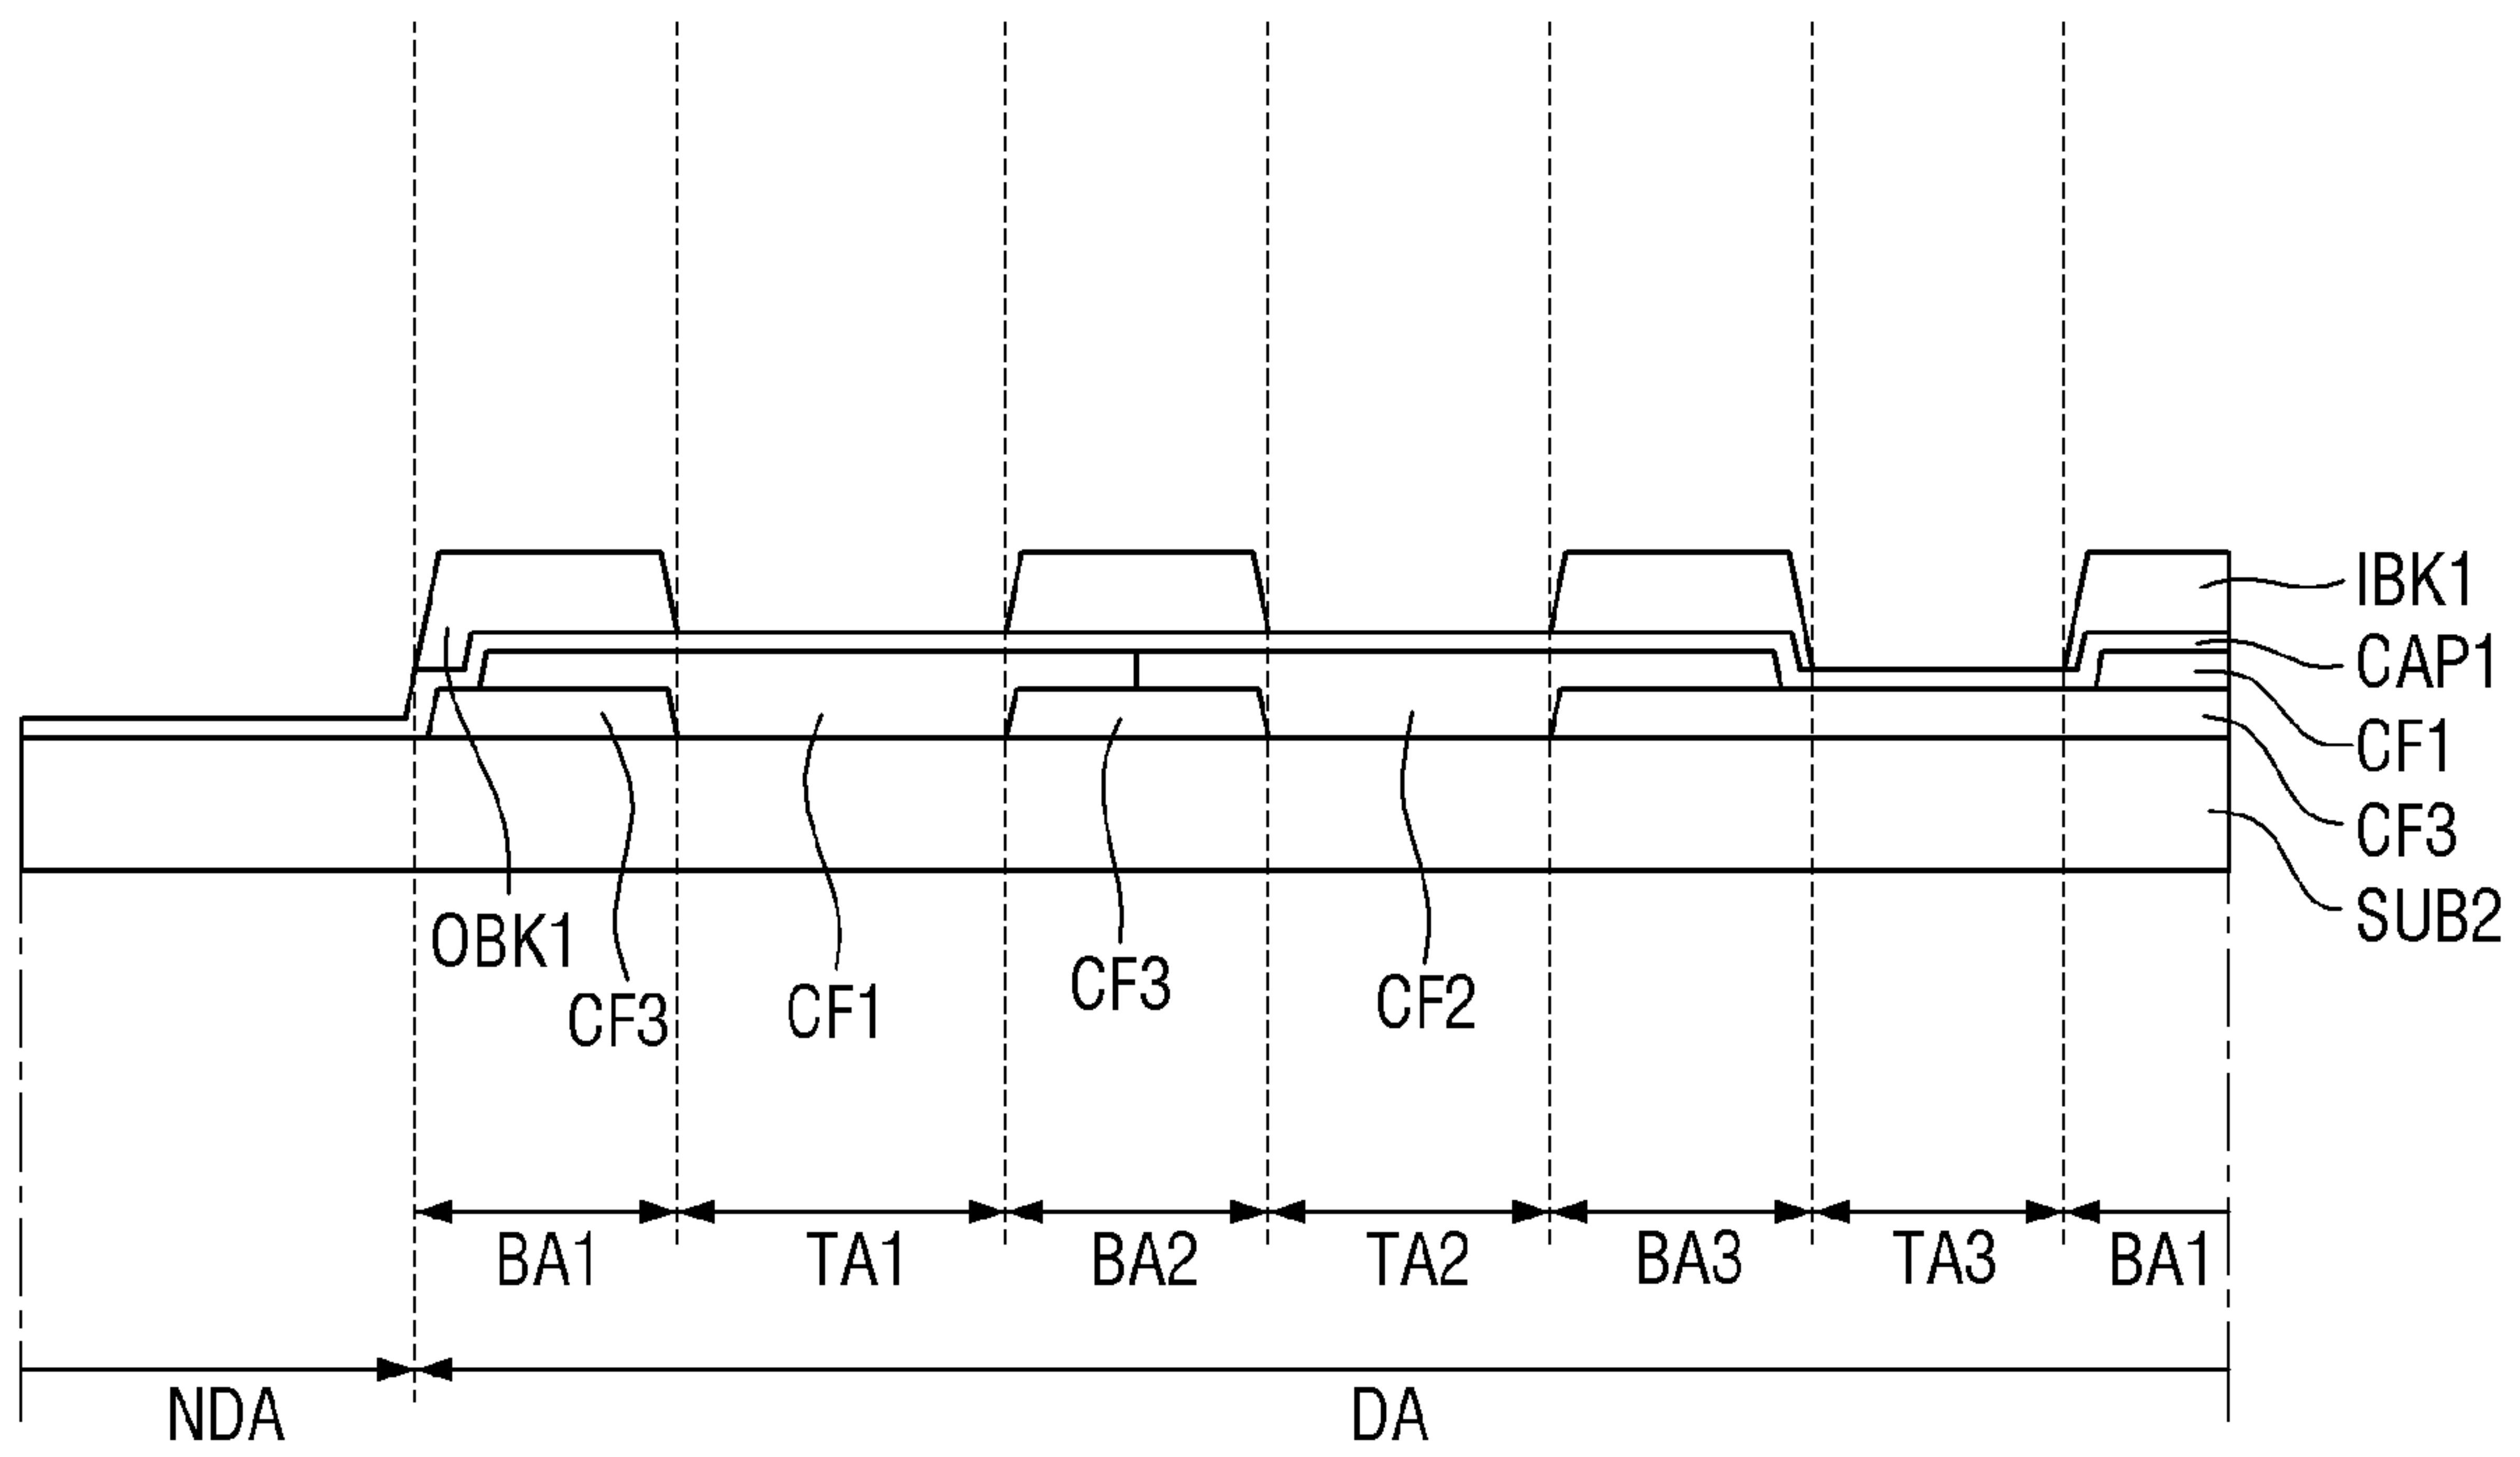 IBK1
CAP1
CF1
CF3
SUB2
OBK1
CF3
CF1
CF3
CF2
BA1
TA1
BA2
TA2
BA3
TA3
BA1
NDA
DA